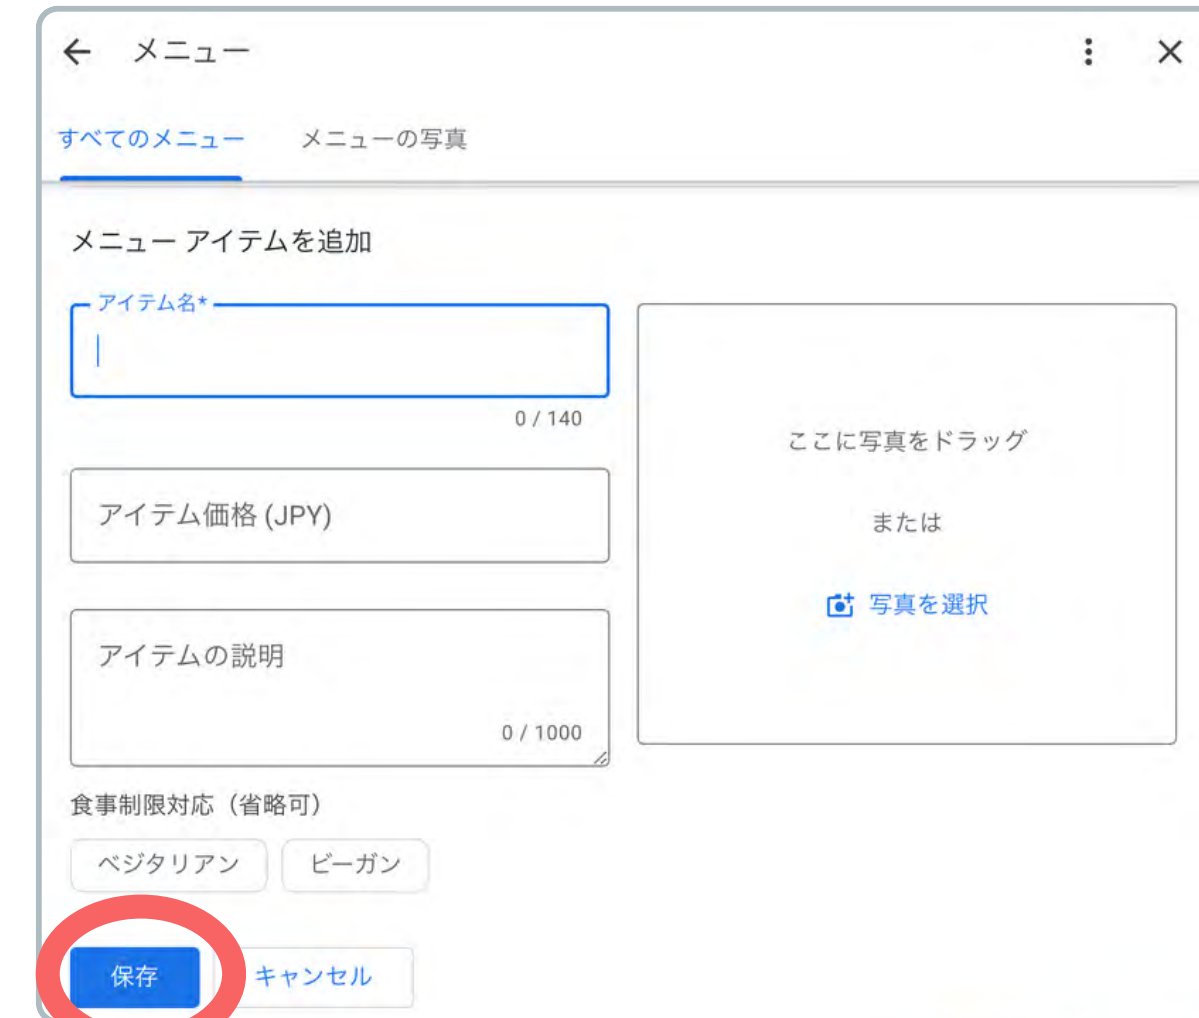 メニュー
すべてのメニュー メニューの写真
メニュー アイテムを追加
アイテム名*
0 / 140
アイテム価格 (JPY)
アイテムの説明
0 / 1000
ここに写真をドラッグ
または
写真を選択
食事制限対応（省略可）
ベジタリアン ビーガン
保存 キャンセル